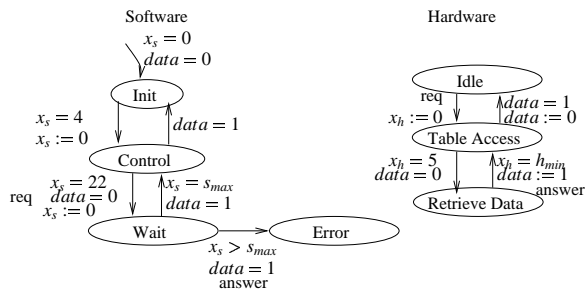 Software
x_s = 0
data = 0
Init
x_s = 4
x_s := 0
data = 1
Control
x_s = 22
data = 0
req
x_s := 0
x_s = s_max
data = 1
Wait
Error
x_s > s_max
data = 1
answer
Hardware
Idle
req
x_h := 0
data = 1
data := 0
Table Access
x_h = 5
data = 0
x_h = h_min
data := 1
answer
Retrieve Data